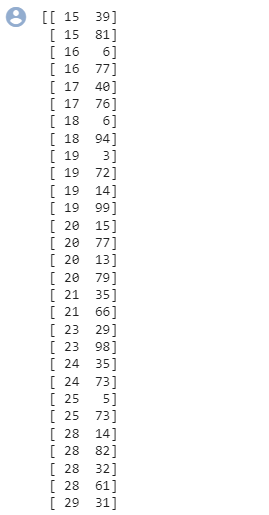 [[ 15  39]
 [ 15  81]
 [ 16   6]
 [ 16  77]
 [ 17  40]
 [ 17  76]
 [ 18   6]
 [ 18  94]
 [ 19   3]
 [ 19  72]
 [ 19  14]
 [ 19  99]
 [ 20  15]
 [ 20  77]
 [ 20  13]
 [ 20  79]
 [ 21  35]
 [ 21  66]
 [ 23  29]
 [ 23  98]
 [ 24  35]
 [ 24  73]
 [ 25   5]
 [ 25  73]
 [ 28  14]
 [ 28  82]
 [ 28  32]
 [ 28  61]
 [ 29  31]